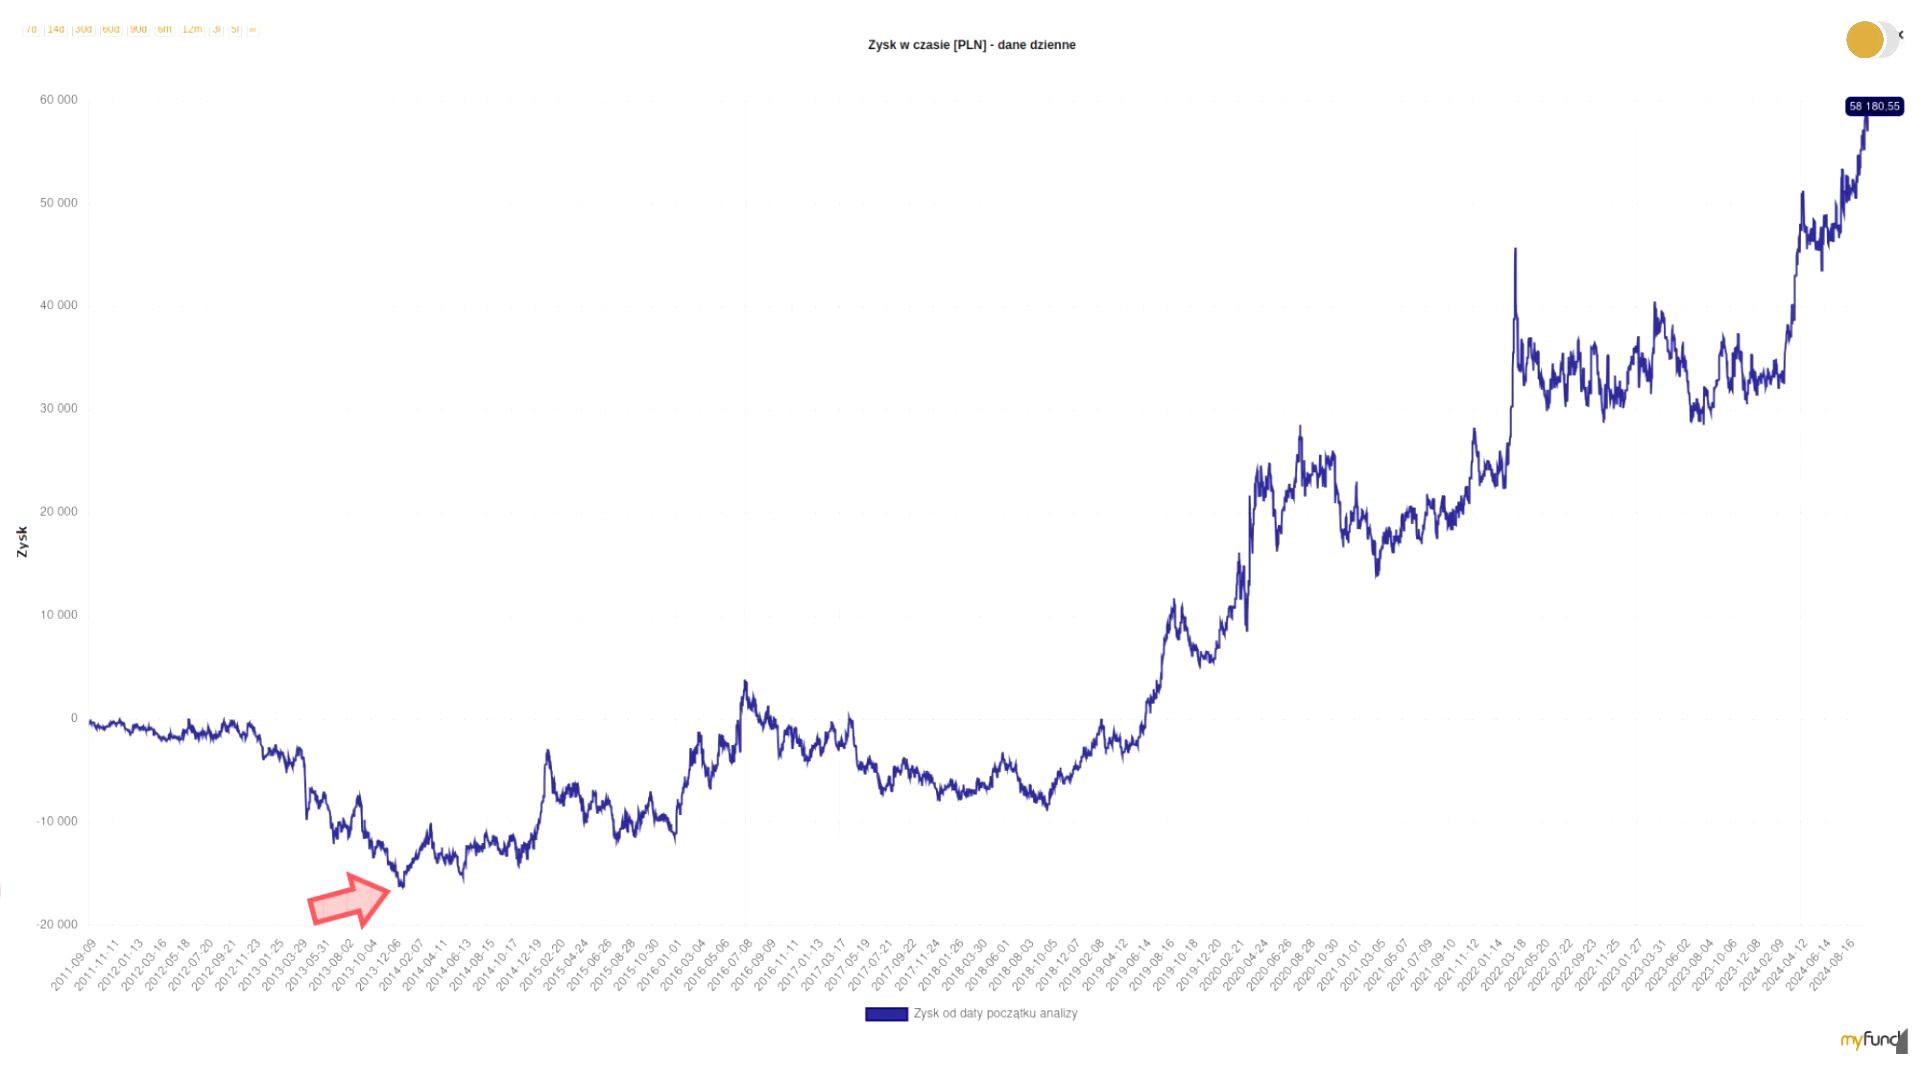 7d 14d 30d 60d 90d 6m 12m 3l 5l ∞
Zysk w czasie [PLN] - dane dzienne
58 180,55
60 000
50 000
40 000
30 000
20 000
10 000
0
-10 000
-20 000
Zysk
2011-09-09 2011-11-11 2012-01-13 2012-03-16 2012-05-18 2012-07-20 2012-09-21 2012-11-23 2013-01-25 2013-03-29 2013-05-31 2013-08-02 2013-10-04 2013-12-06 2014-02-07 2014-04-11 2014-06-13 2014-08-15 2014-10-17 2014-12-19 2015-02-20 2015-04-24 2015-06-26 2015-08-28 2015-10-30 2016-01-01 2016-03-04 2016-05-06 2016-07-08 2016-09-09 2016-11-11 2017-01-13 2017-03-17 2017-05-19 2017-07-21 2017-09-22 2017-11-24 2018-01-26 2018-03-30 2018-06-01 2018-08-03 2018-10-05 2018-12-07 2019-02-08 2019-04-12 2019-06-14 2019-08-16 2019-10-18 2019-12-20 2020-02-21 2020-04-24 2020-06-26 2020-08-28 2020-10-30 2021-01-01 2021-03-05 2021-05-07 2021-07-09 2021-09-10 2021-11-12 2022-01-14 2022-03-18 2022-05-20 2022-07-22 2022-09-23 2022-11-25 2023-01-27 2023-03-31 2023-06-02 2023-08-04 2023-10-06 2023-12-08 2024-02-09 2024-04-12 2024-06-14 2024-08-16
Zysk od daty początku analizy
myfund